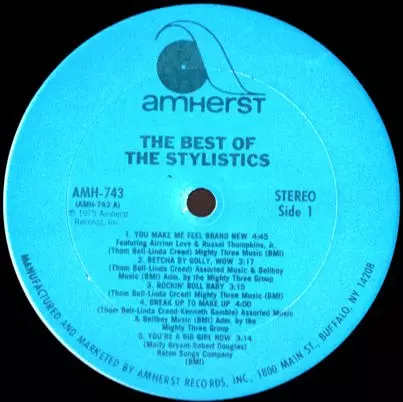 amherst
THE BEST OF
THE STYLISTICS
AMH-743
(AMH-743 A)
℗ 1975 Amherst
Records, Inc.
STEREO
Side 1
1. YOU MAKE ME FEEL BRAND NEW 4:45
Featuring Airrion Love & Russel Thompkins, Jr.
(Thom Bell-Linda Creed) Mighty Three Music (BMI)
2. BETCHA BY GOLLY, WOW 3:17
(Thom Bell-Linda Creed) Assorted Music & Bellboy
Music (BMI) Adm. by the Mighty Three Group
3. ROCKIN' ROLL BABY 3:15
(Thom Bell-Linda Creed) Mighty Three Music (BMI)
4. BREAK UP TO MAKE UP 4:00
(Thom Bell-Linda Creed-Kenneth Gamble) Assorted Music
& Bellboy Music (BMI) Adm. by the
Mighty Three Group
5. YOU'RE A BIG GIRL NOW 3:14
(Marty Bryant-Robert Douglas)
Avalon Songs Company
(BMI)
MANUFACTURED AND MARKETED BY AMHERST RECORDS, INC., 1800 MAIN ST., BUFFALO, NY 14208